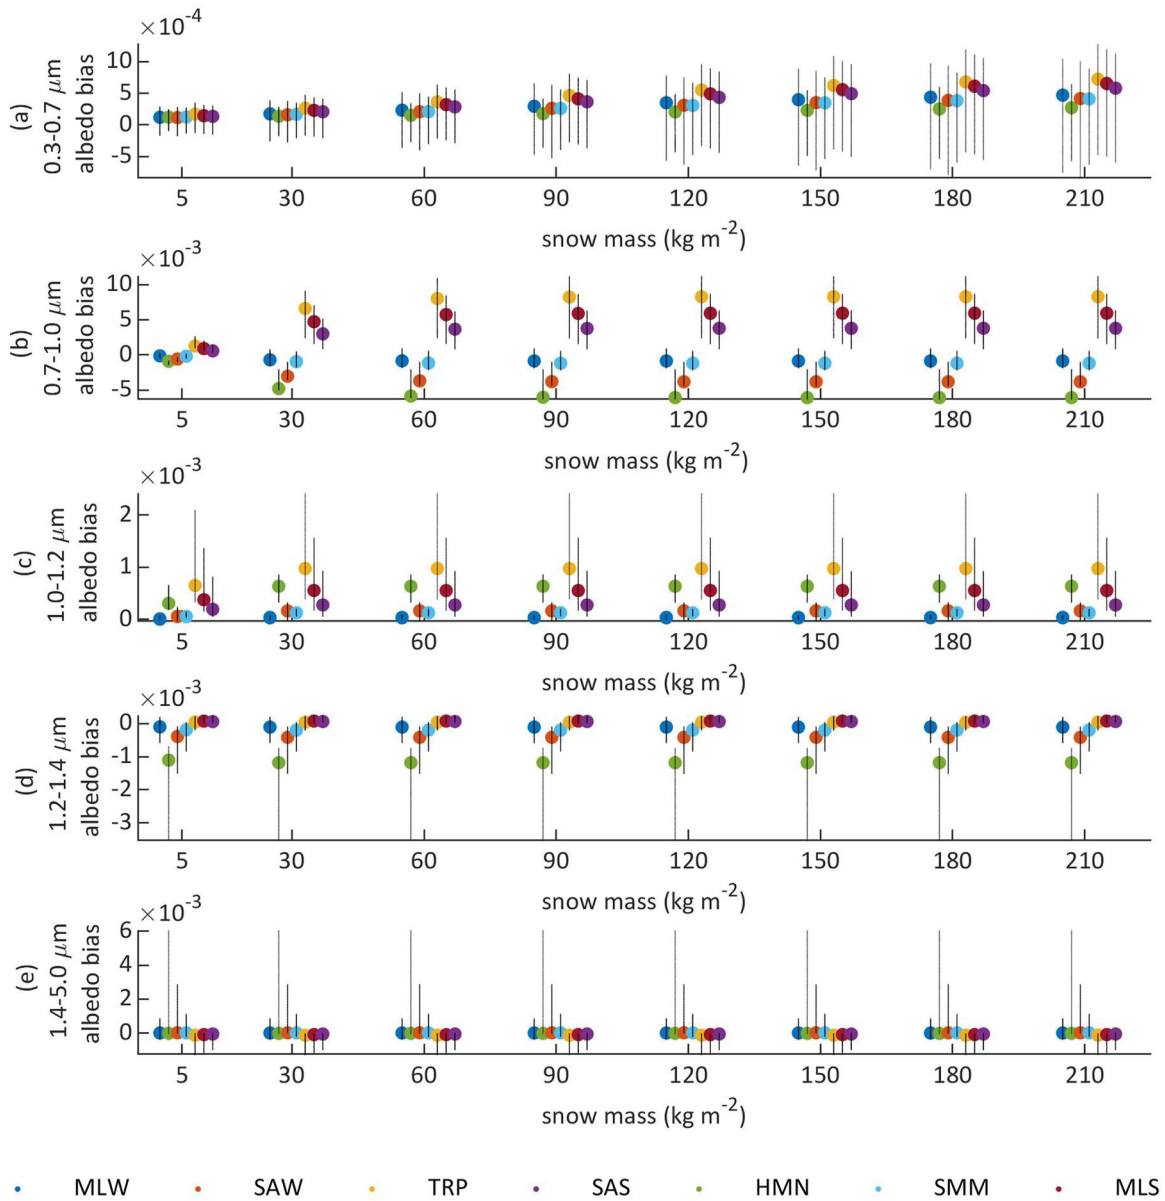 ×10⁻⁴
(a)
0.3-0.7 μm
albedo bias
10
5
0
-5
5 30 60 90 120 150 180 210
snow mass (kg m⁻²)
×10⁻³
(b)
0.7-1.0 μm
albedo bias
10
5
0
-5
5 30 60 90 120 150 180 210
snow mass (kg m⁻²)
×10⁻³
(c)
1.0-1.2 μm
albedo bias
2
1
0
5 30 60 90 120 150 180 210
snow mass (kg m⁻²)
×10⁻³
(d)
1.2-1.4 μm
albedo bias
0
-1
-2
-3
5 30 60 90 120 150 180 210
snow mass (kg m⁻²)
×10⁻³
(e)
1.4-5.0 μm
albedo bias
6
4
2
0
5 30 60 90 120 150 180 210
snow mass (kg m⁻²)
MLW SAW TRP SAS HMN SMM MLS